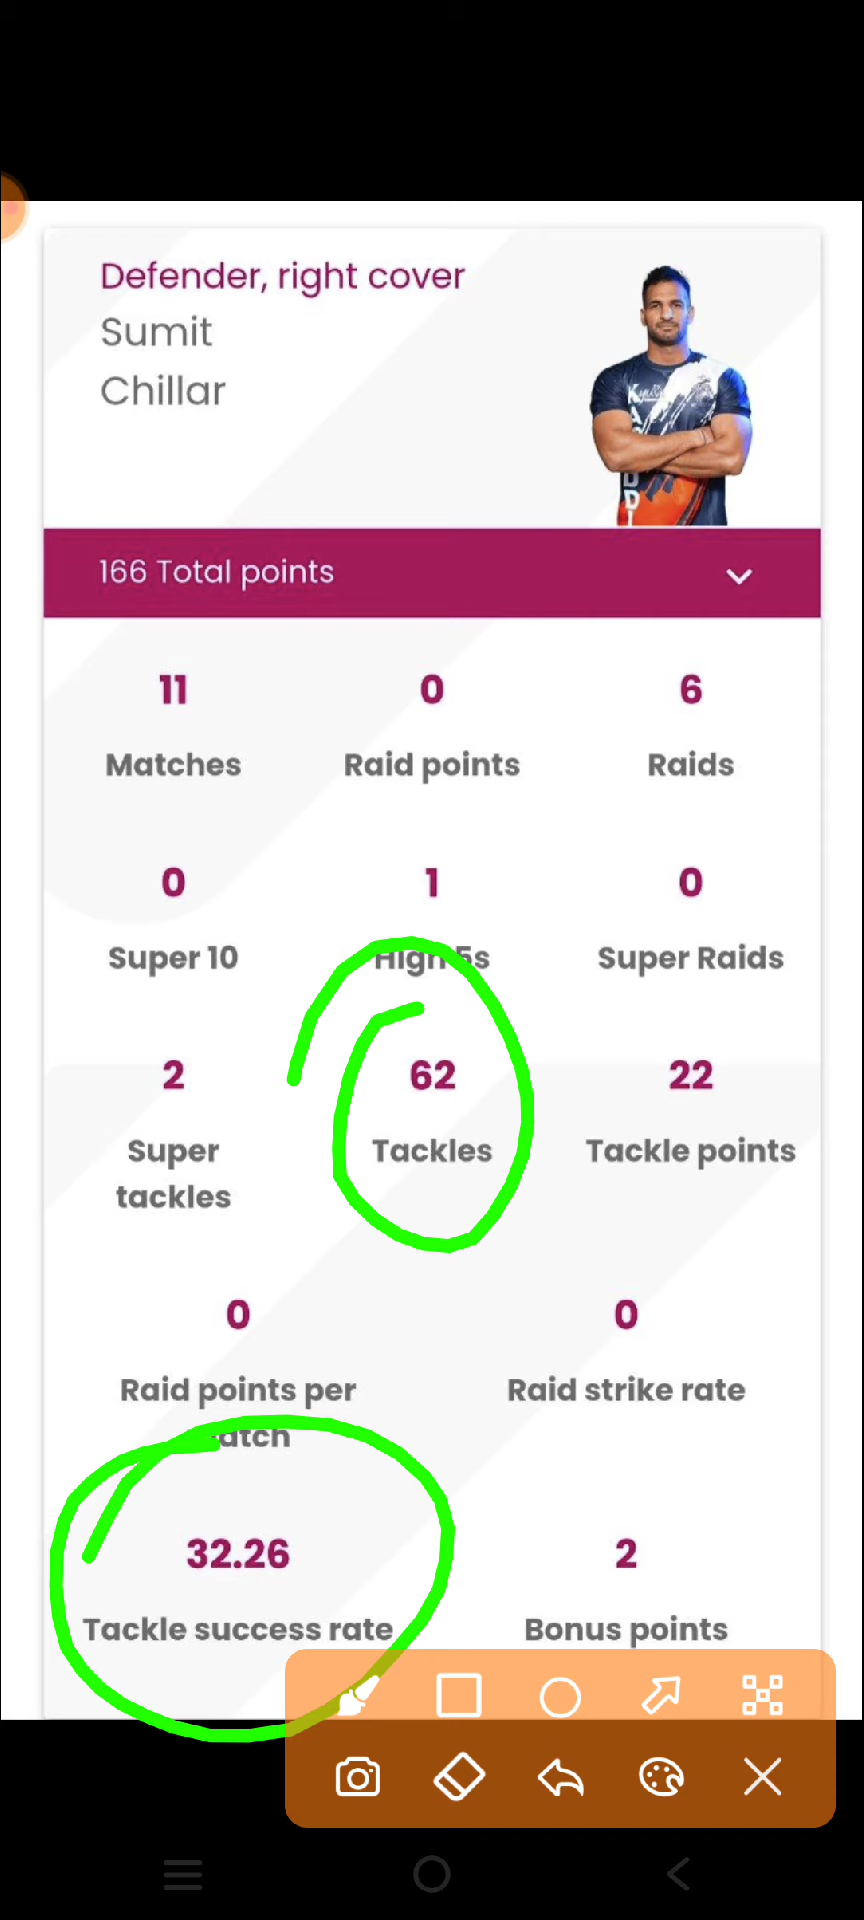 Defender, right cover
Sumit
Chillar
166 Total points
11
0
6
Matches
Raid points
Raids
0
1
0
Super 10
High 5s
Super Raids
2
62
22
Super
tackles
Tackles
Tackle points
0
0
Raid points per
Raid strike rate
32.26
2
Tackle success rate
Bonus points